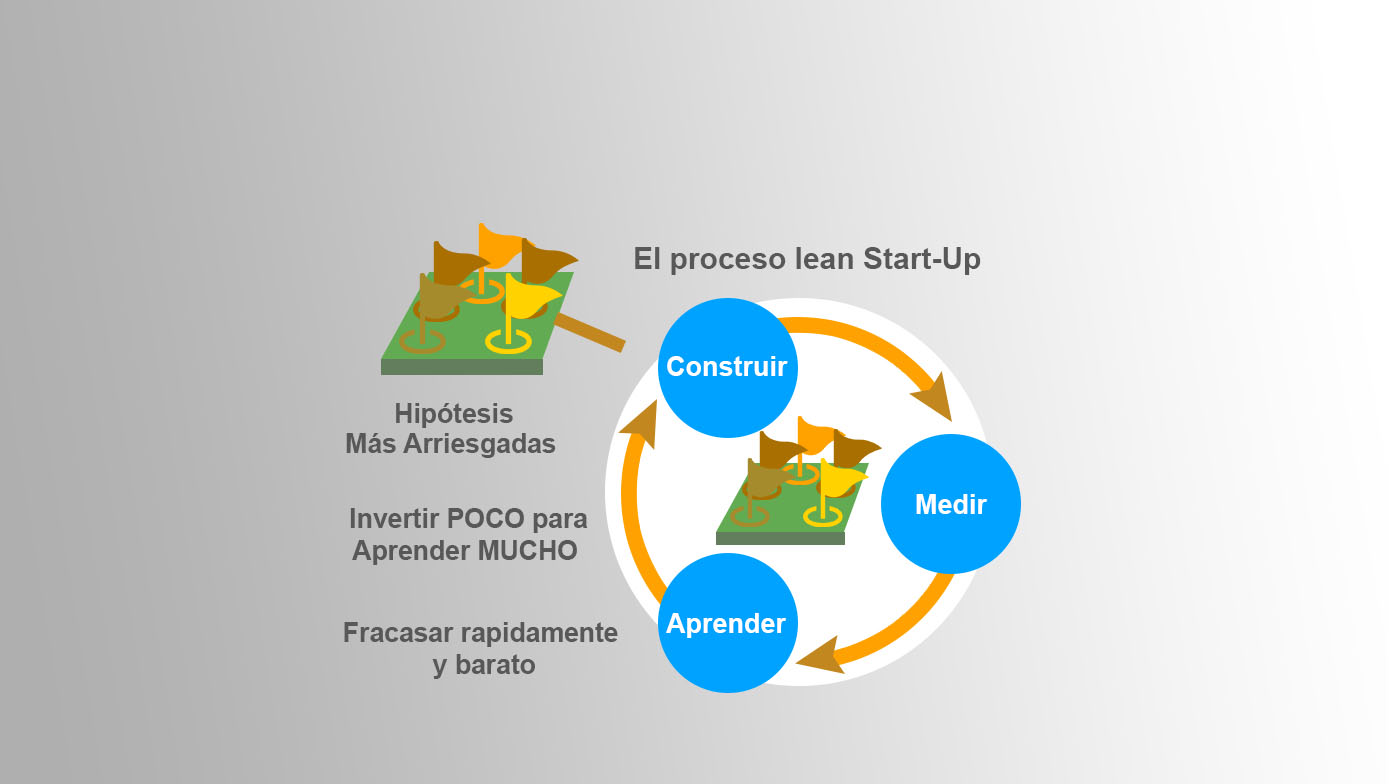 El proceso lean Start-Up
Construir
Medir
Aprender
Hipótesis
Más Arriesgadas
Invertir POCO para
Aprender MUCHO
Fracasar rapidamente
y barato